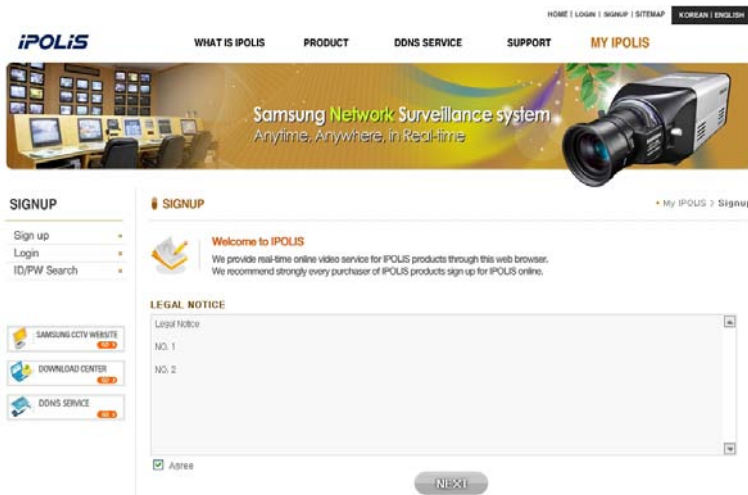 HOME | LOGIN | SIGNUP | SITEMAP
KOREAN | ENGLISH
iPOLiS
WHAT IS IPOLIS
PRODUCT
DDNS SERVICE
SUPPORT
MY IPOLIS
Samsung Network Surveillance system
Anytime, Anywhere, in Real-time
SIGNUP
Sign up
Login
ID/PW Search
SAMSUNG CCTV WEBSITE
DOWNLOAD CENTER
DDNS SERVICE
SIGNUP
My IPOLIS > Signup
Welcome to IPOLIS
We provide real-time online video service for IPOLIS products through this web browser.
We recommend strongly every purchaser of IPOLIS products sign up for IPOLIS online.
LEGAL NOTICE
Legal Notice
NO. 1
NO. 2
Agree
NEXT